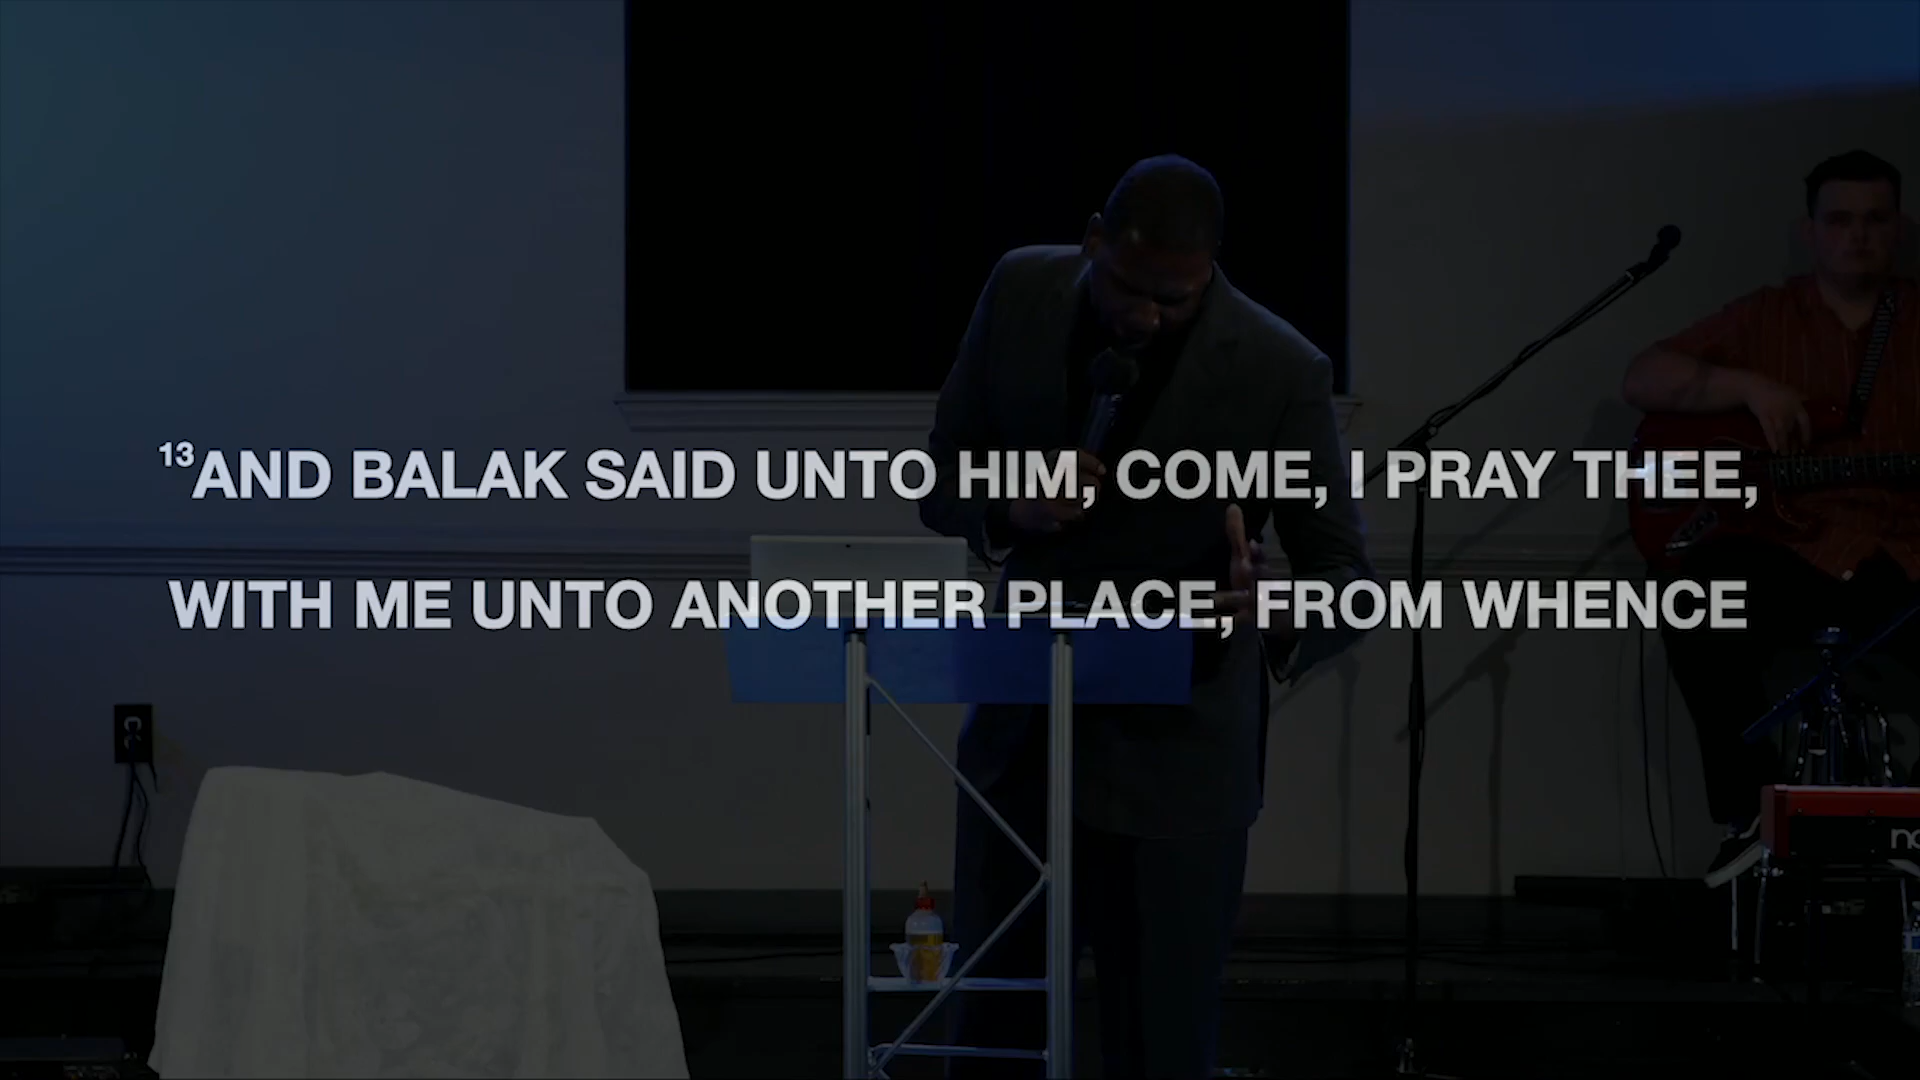 13AND BALAK SAID UNTO HIM, COME, I PRAY THEE,
WITH ME UNTO ANOTHER PLACE, FROM WHENCE